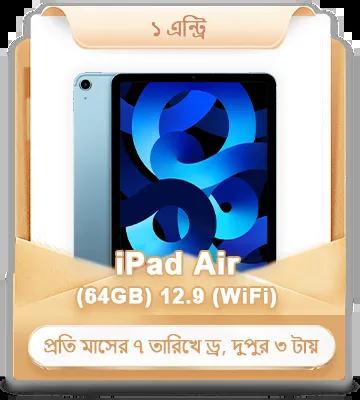 ১ এন্ট্রি
iPad Air
(64GB) 12.9 (WiFi)
প্রতি মাসের ৭ তারিখে ড্র, দুপুর ৩ টায়